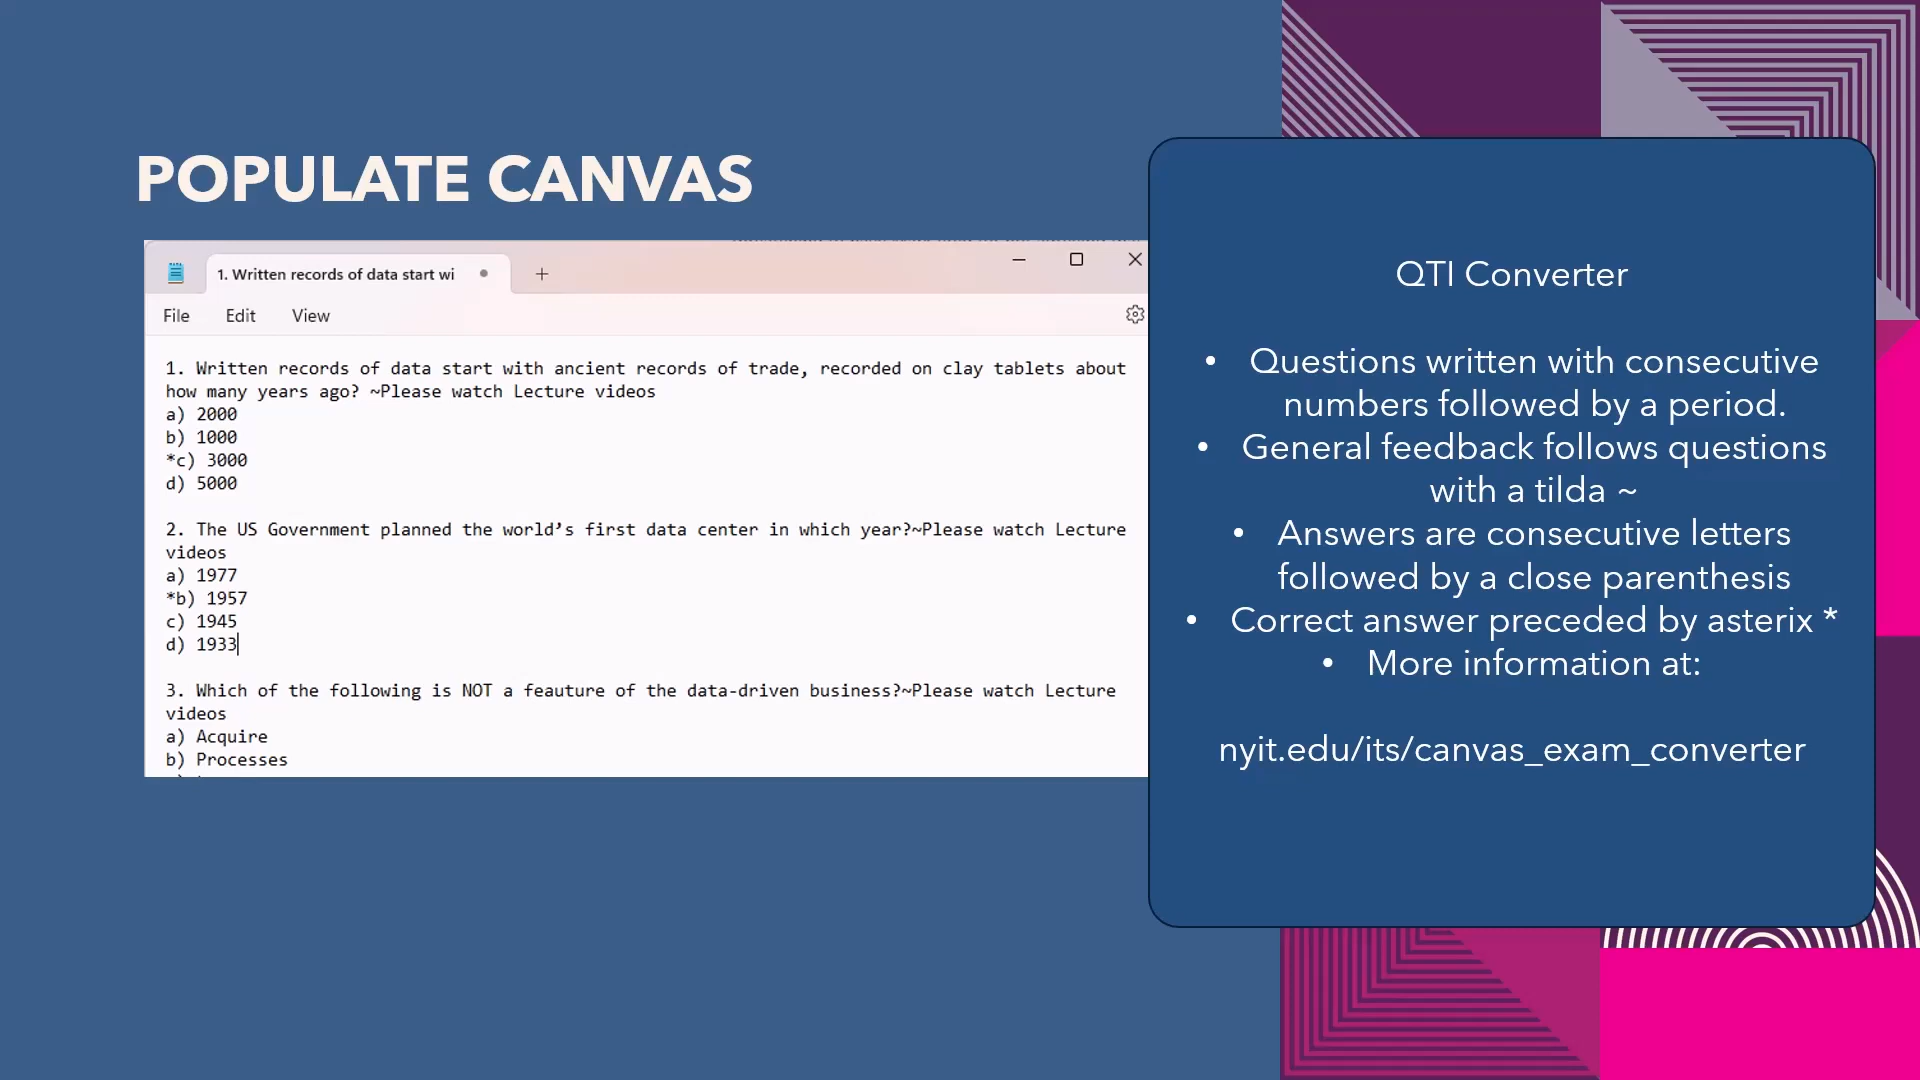 POPULATE CANVAS
1. Written records of data start wi
File Edit View
1. Written records of data start with ancient records of trade, recorded on clay tablets about
how many years ago? ~Please watch Lecture videos
a) 2000
b) 1000
*c) 3000
d) 5000
2. The US Government planned the world’s first data center in which year?~Please watch Lecture
videos
a) 1977
*b) 1957
c) 1945
d) 1933
3. Which of the following is NOT a feauture of the data-driven business?~Please watch Lecture
videos
a) Acquire
b) Processes
QTI Converter
• Questions written with consecutive
numbers followed by a period.
• General feedback follows questions
with a tilda ~
• Answers are consecutive letters
followed by a close parenthesis
• Correct answer preceded by asterix *
• More information at:
nyit.edu/its/canvas_exam_converter